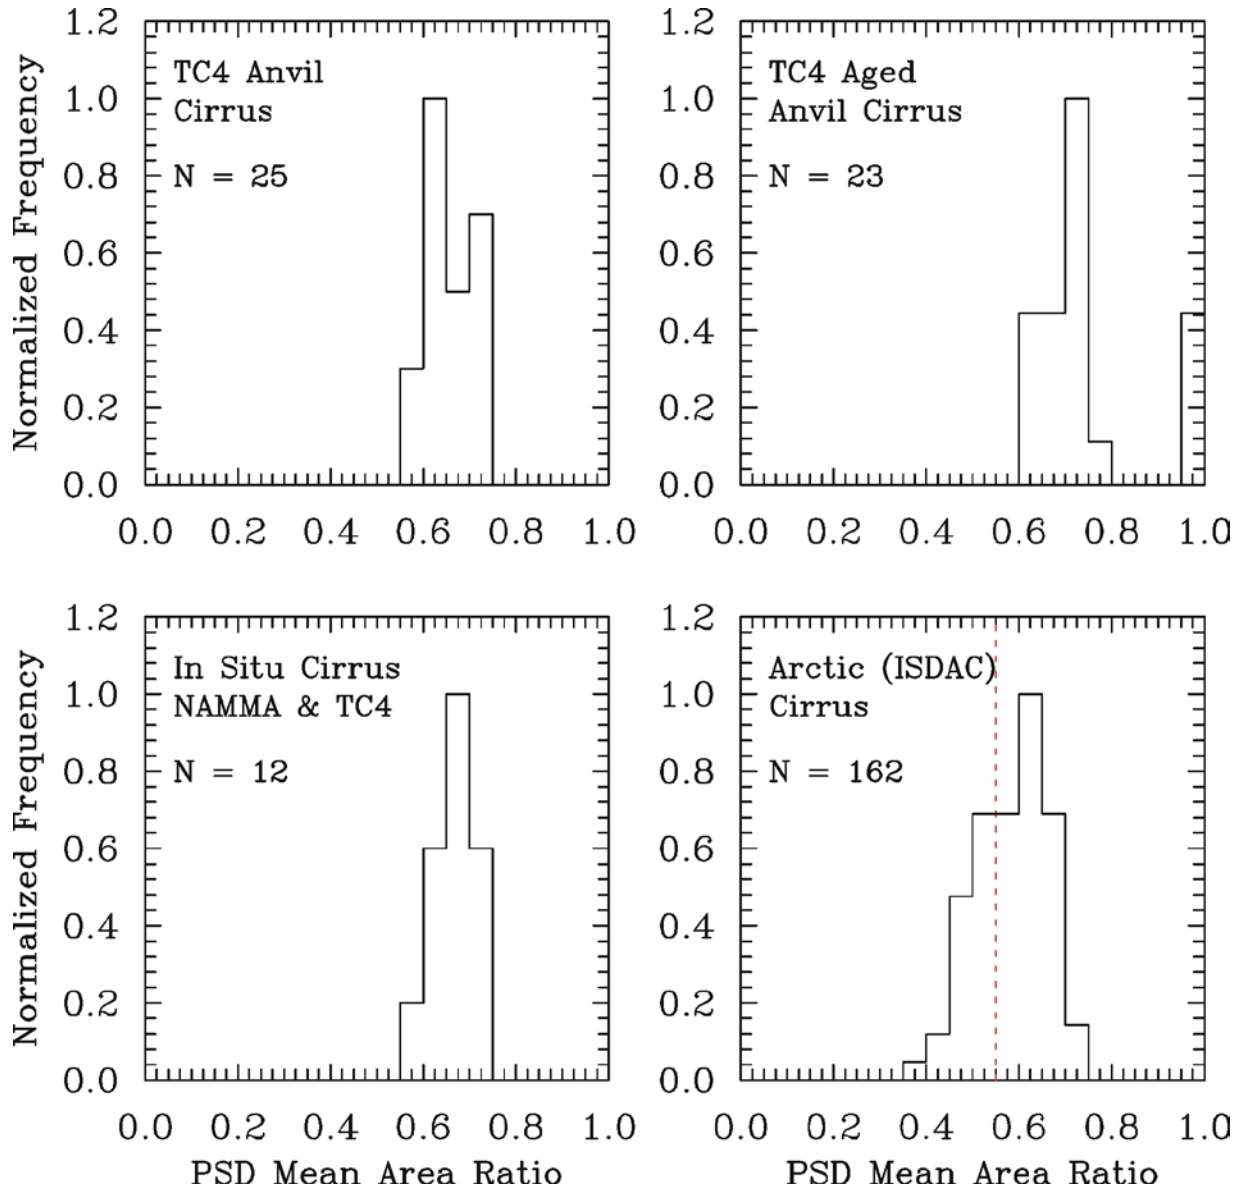 1.2
1.0
0.8
0.6
0.4
0.2
0.0
Normalized Frequency
TC4 Anvil
Cirrus
N = 25
0.0 0.2 0.4 0.6 0.8 1.0
1.2
1.0
0.8
0.6
0.4
0.2
0.0
TC4 Aged
Anvil Cirrus
N = 23
0.0 0.2 0.4 0.6 0.8 1.0
1.2
1.0
0.8
0.6
0.4
0.2
0.0
Normalized Frequency
In Situ Cirrus
NAMMA & TC4
N = 12
0.0 0.2 0.4 0.6 0.8 1.0
PSD Mean Area Ratio
1.2
1.0
0.8
0.6
0.4
0.2
0.0
Arctic (ISDAC)
Cirrus
N = 162
0.0 0.2 0.4 0.6 0.8 1.0
PSD Mean Area Ratio